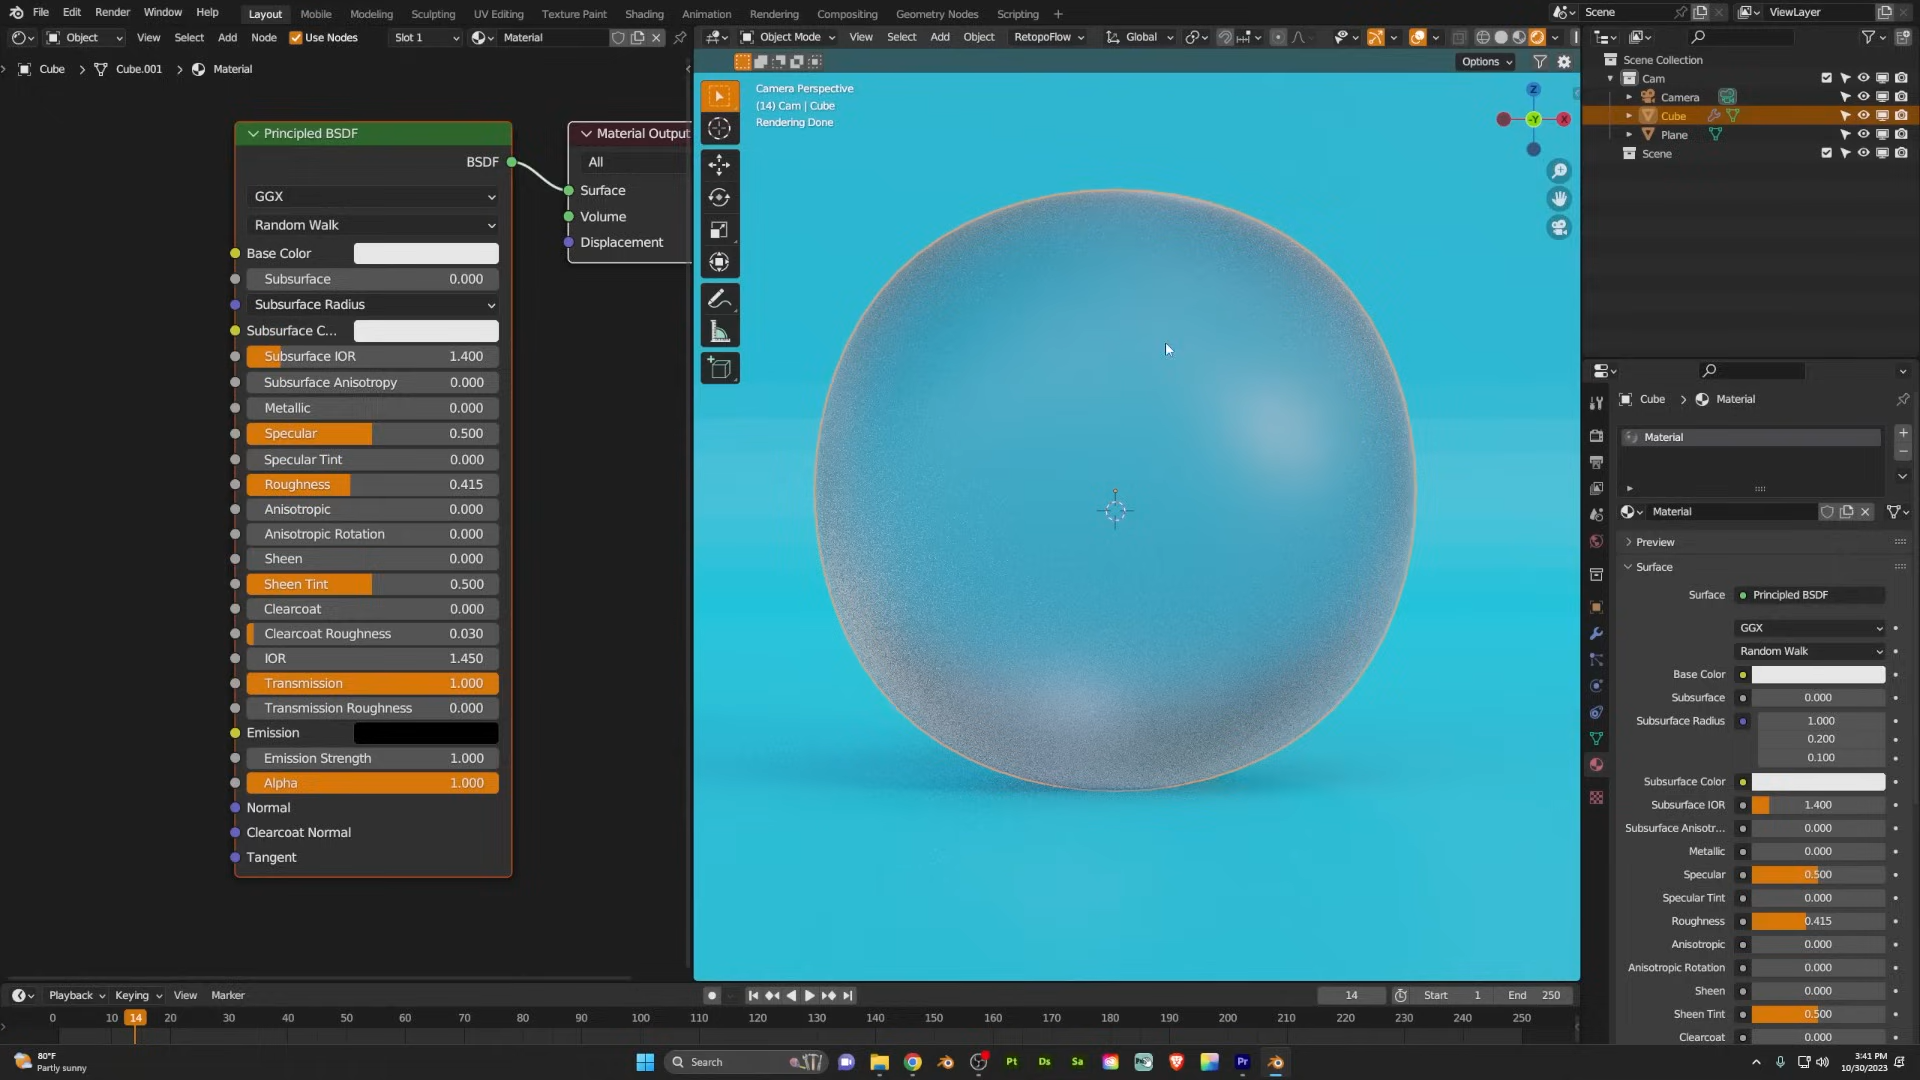 File Edit Render Window Help Layout Mobile Modeling Sculpting UV Editing Texture Paint Shading Animation Rendering Compositing Geometry Nodes Scripting + Scene ViewLayer
Object View Select Add Node Use Nodes Slot 1 Material Object Mode View Select Add Object RetopoFlow Global
Options
Cube > Cube.001 > Material
Principled BSDF
BSDF
GGX
Random Walk
Base Color
Subsurface 0.000
Subsurface Radius
Subsurface C...
Subsurface IOR 1.400
Subsurface Anisotropy 0.000
Metallic 0.000
Specular 0.500
Specular Tint 0.000
Roughness 0.415
Anisotropic 0.000
Anisotropic Rotation 0.000
Sheen 0.000
Sheen Tint 0.500
Clearcoat 0.000
Clearcoat Roughness 0.030
IOR 1.450
Transmission 1.000
Transmission Roughness 0.000
Emission
Emission Strength 1.000
Alpha 1.000
Normal
Clearcoat Normal
Tangent
Material Output
All
Surface
Volume
Displacement
Camera Perspective
(14) Cam | Cube
Rendering Done
Z
-Y
X
Scene Collection
Cam
Camera
Cube
Plane
Scene
Cube > Material
Material
Material
Preview
Surface
Surface Principled BSDF
GGX
Random Walk
Base Color
Subsurface 0.000
Subsurface Radius 1.000
0.200
0.100
Subsurface Color
Subsurface IOR 1.400
Subsurface Anisotr... 0.000
Metallic 0.000
Specular 0.500
Specular Tint 0.000
Roughness 0.415
Anisotropic 0.000
Anisotropic Rotation 0.000
Sheen 0.000
Sheen Tint 0.500
Clearcoat 0.000
Playback Keying View Marker 14 Start 1 End 250
0 10 14 20 30 40 50 60 70 80 90 100 110 120 130 140 150 160 170 180 190 200 210 220 230 240 250
80°F
Partly sunny
Search
Pt Ds Sa Pr
3:41 PM
10/30/2023